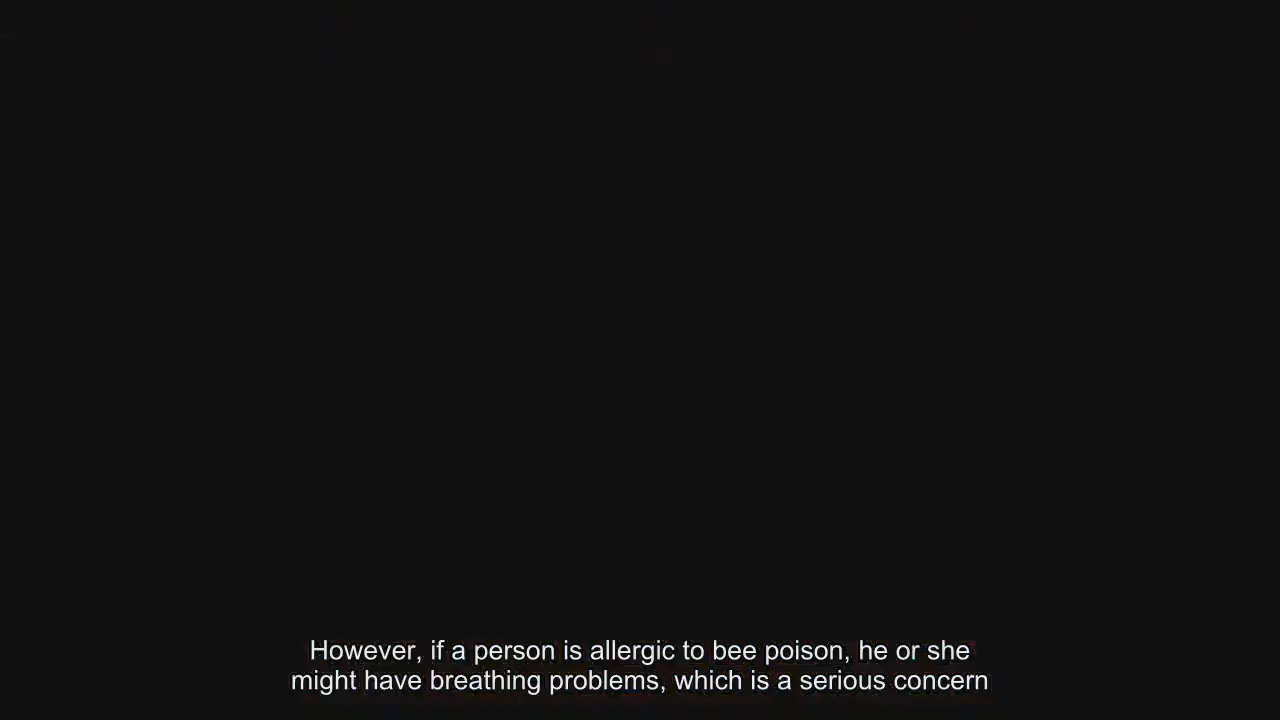 However, if a person is allergic to bee poison, he or she
might have breathing problems, which is a serious concern